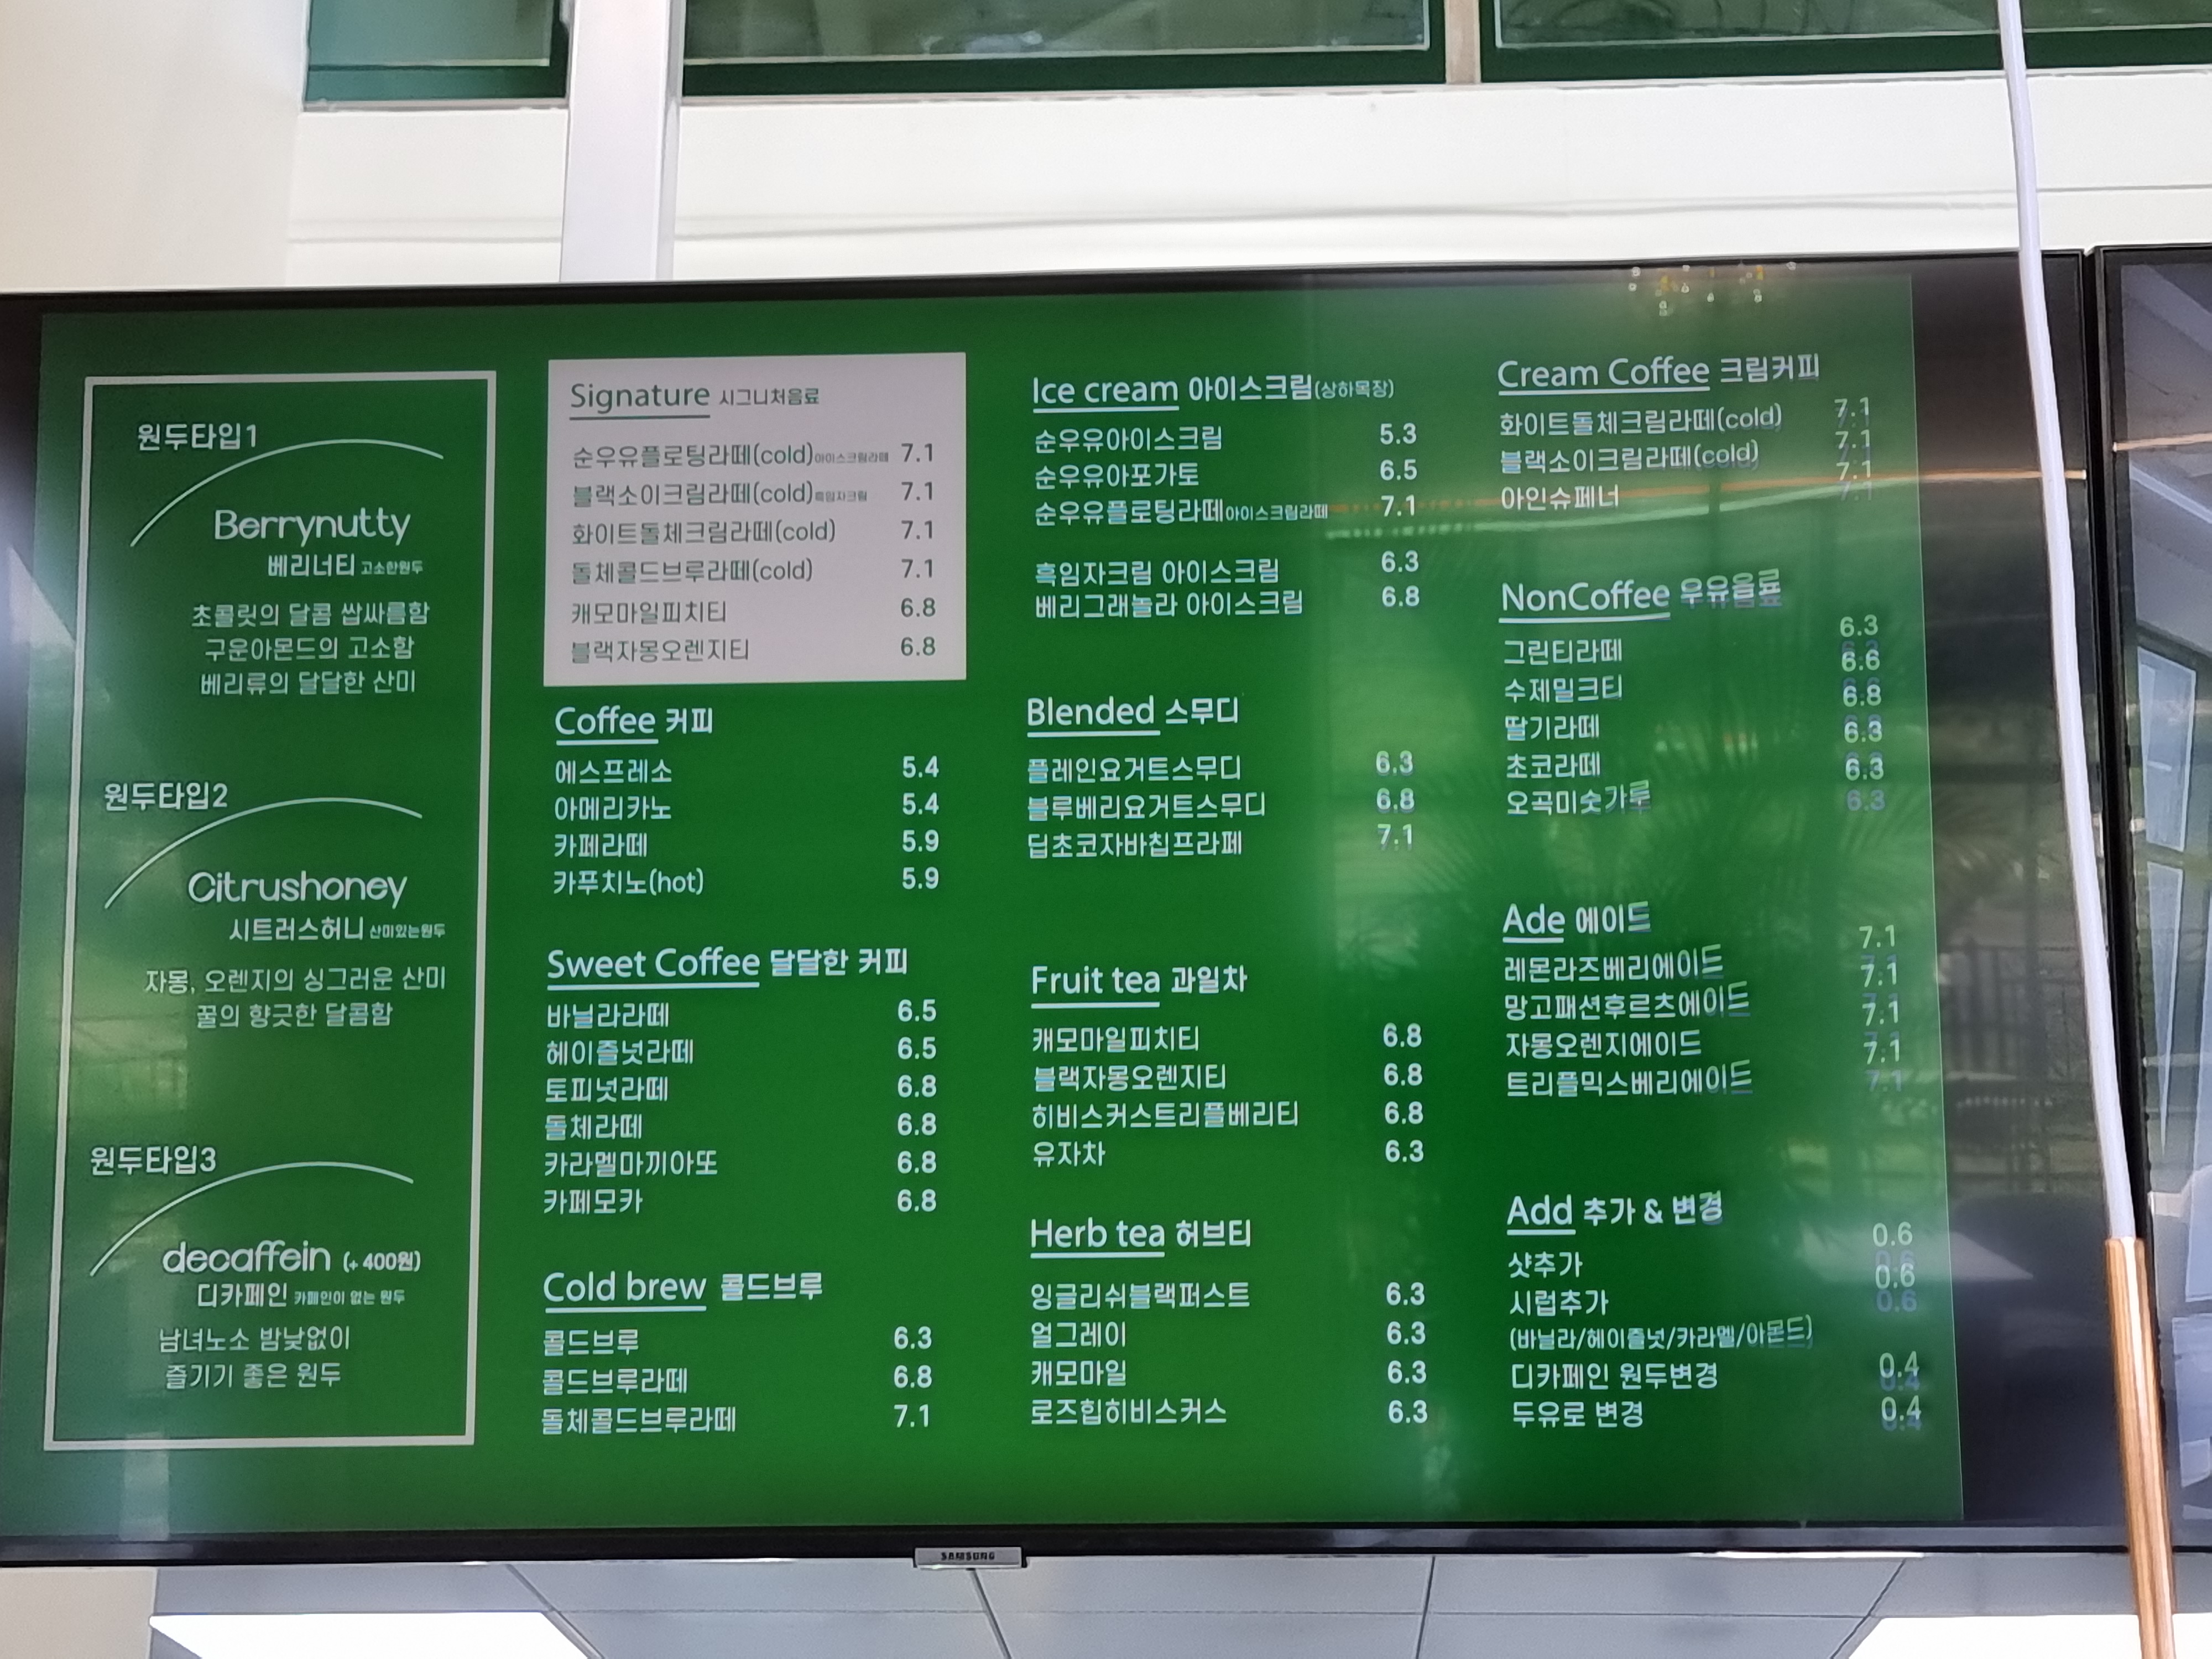 원두타입1
Berrynutty
베리너티 고소한원두
초콜릿의 달콤 쌉싸름함
구운아몬드의 고소함
베리류의 달달한 산미
원두타입2
Citrushoney
시트러스허니 산미있는원두
자몽, 오렌지의 싱그러운 산미
꿀의 향긋한 달콤함
원두타입3
decaffein (+ 400원)
디카페인 카페인이 없는 원두
남녀노소 밤낮없이
즐기기 좋은 원두
Signature 시그니처음료
순우유플로팅라떼(cold)아이스크림라떼 7.1
블랙소이크림라떼(cold)흑임자크림 7.1
화이트돌체크림라떼(cold) 7.1
돌체콜드브루라떼(cold) 7.1
캐모마일피치티 6.8
블랙자몽오렌지티 6.8
Coffee 커피
에스프레소 5.4
아메리카노 5.4
카페라떼 5.9
카푸치노(hot) 5.9
Sweet Coffee 달달한 커피
바닐라라떼 6.5
헤이즐넛라떼 6.5
토피넛라떼 6.8
돌체라떼 6.8
카라멜마끼아또 6.8
카페모카 6.8
Cold brew 콜드브루
콜드브루 6.3
콜드브루라떼 6.8
돌체콜드브루라떼 7.1
Ice cream 아이스크림(상하목장)
순우유아이스크림 5.3
순우유아포가토 6.5
순우유플로팅라떼아이스크림라떼 7.1
흑임자크림 아이스크림 6.3
베리그래놀라 아이스크림 6.8
Blended 스무디
플레인요거트스무디 6.3
블루베리요거트스무디 6.8
딥초코자바칩프라페 7.1
Fruit tea 과일차
캐모마일피치티 6.8
블랙자몽오렌지티 6.8
히비스커스트리플베리티 6.8
유자차 6.3
Herb tea 허브티
잉글리쉬블랙퍼스트 6.3
얼그레이 6.3
캐모마일 6.3
로즈힙히비스커스 6.3
Cream Coffee 크림커피
화이트돌체크림라떼(cold) 7.1
블랙소이크림라떼(cold) 7.1
아인슈페너 7.1
NonCoffee 우유음료
그린티라떼 6.3
수제밀크티 6.6
딸기라떼 6.8
초코라떼 6.3
오곡미숫가루 6.3
Ade 에이드
레몬라즈베리에이드 7.1
망고패션후르츠에이드 7.1
자몽오렌지에이드 7.1
트리플믹스베리에이드 7.1
Add 추가 & 변경
샷추가 0.6
시럽추가 0.6
(바닐라/헤이즐넛/카라멜/아몬드)
디카페인 원두변경 0.4
두유로 변경 0.4
SAMSUNG